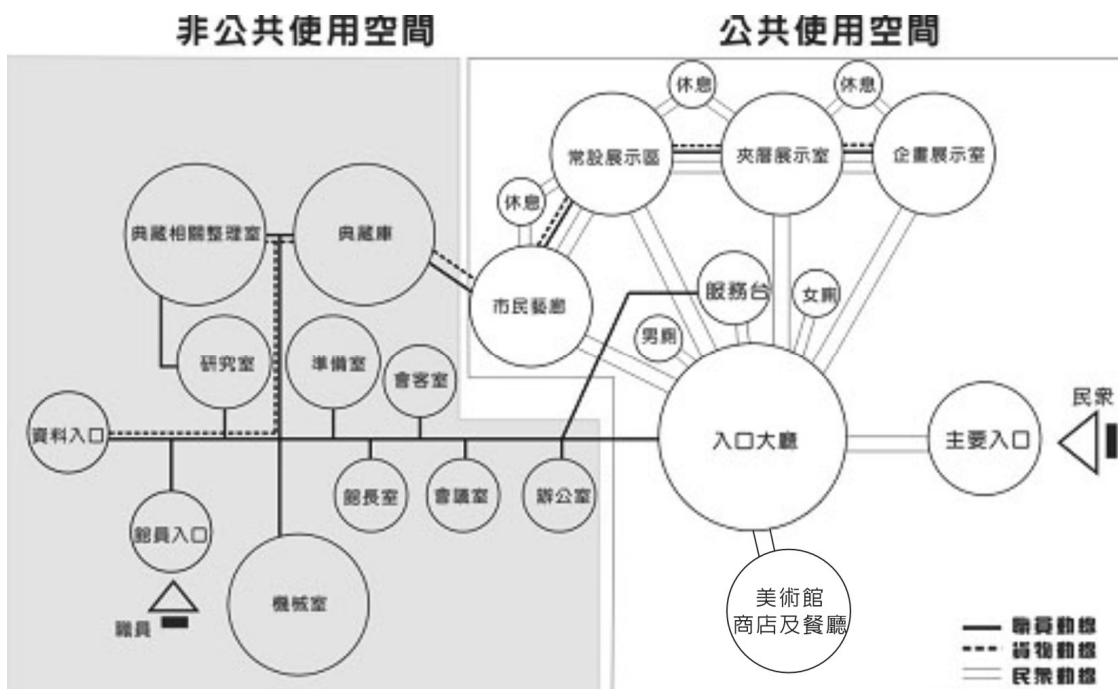 非公共使用空間
公共使用空間
休息
休息
常設展示區
夾層展示室
企畫展示室
休息
典藏相關整理室
典藏庫
市民藝廊
服務台
女廁
男廁
研究室
準備室
會客室
資料入口
入口大廳
主要入口
民眾
館長室
會議室
辦公室
館員入口
機械室
職員
美術館
商店及餐廳
職員動線
貨物動線
民眾動線